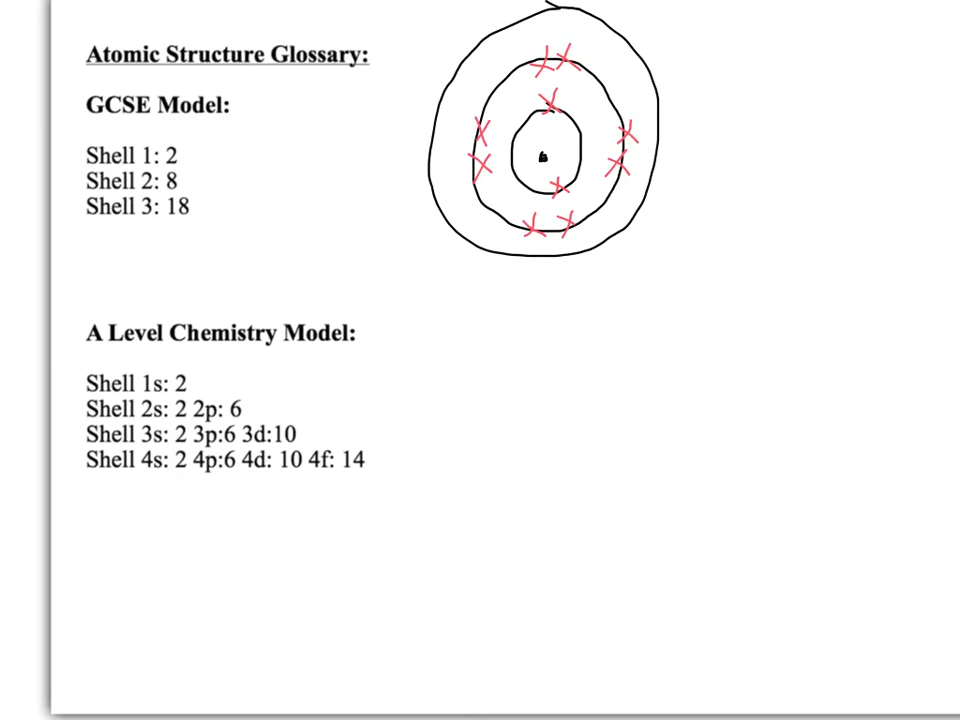 Atomic Structure Glossary:
GCSE Model:
Shell 1: 2
Shell 2: 8
Shell 3: 18
A Level Chemistry Model:
Shell 1s: 2
Shell 2s: 2 2p: 6
Shell 3s: 2 3p:6 3d:10
Shell 4s: 2 4p:6 4d: 10 4f: 14